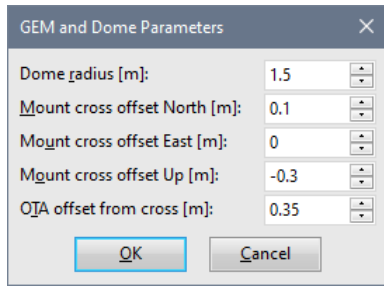 GEM and Dome Parameters
Dome radius [m]: 1.5
Mount cross offset North [m]: 0.1
Mount cross offset East [m]: 0
Mount cross offset Up [m]: -0.3
OTA offset from cross [m]: 0.35
OK Cancel